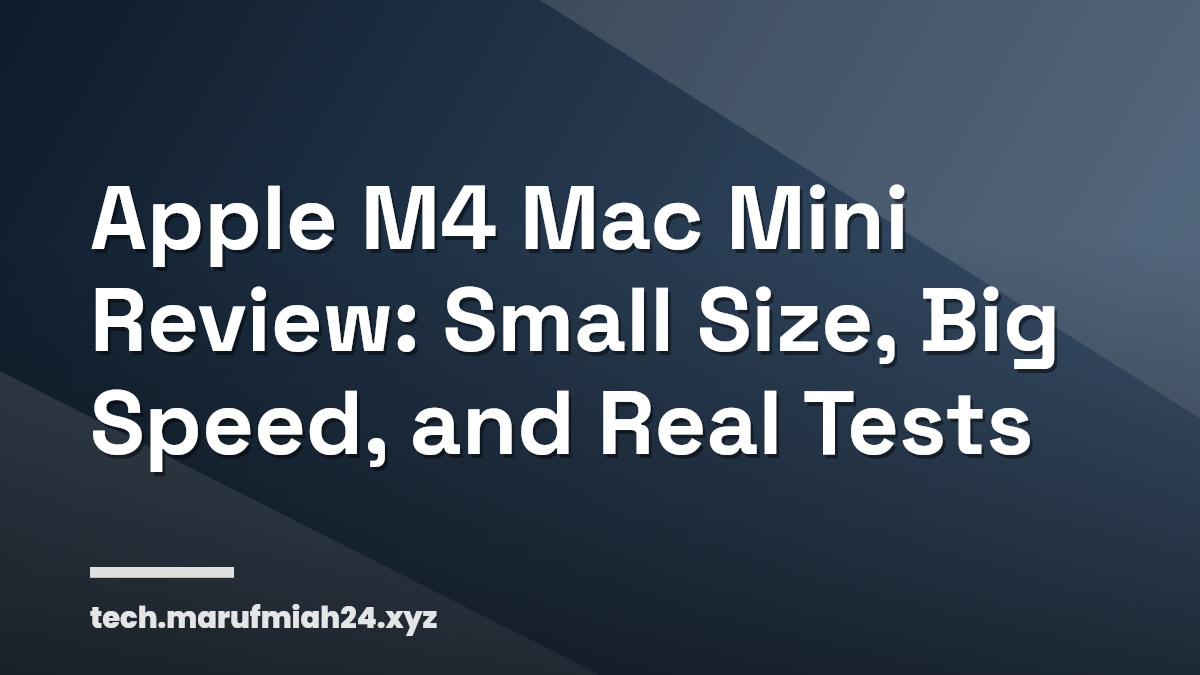 Apple M4 Mac Mini
Review: Small Size, Big
Speed, and Real Tests
tech.marufmiah24.xyz